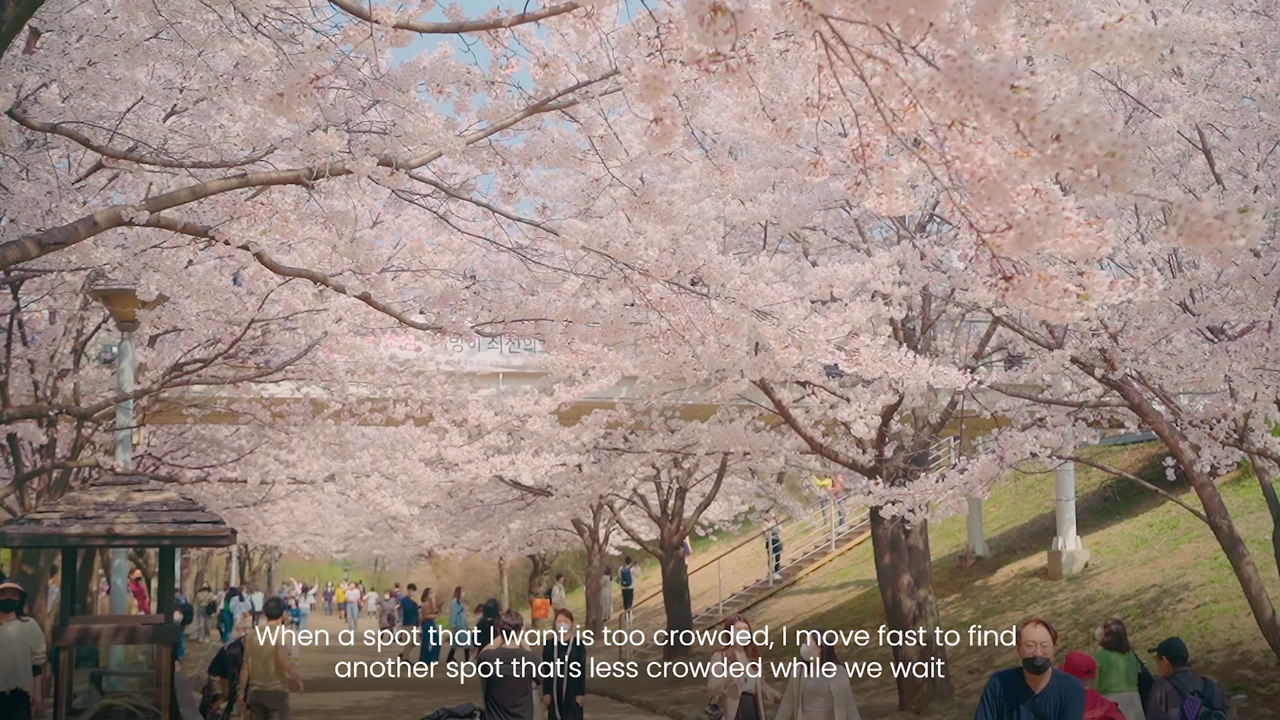 When a spot that I want is too crowded, I move fast to find
another spot that's less crowded while we wait